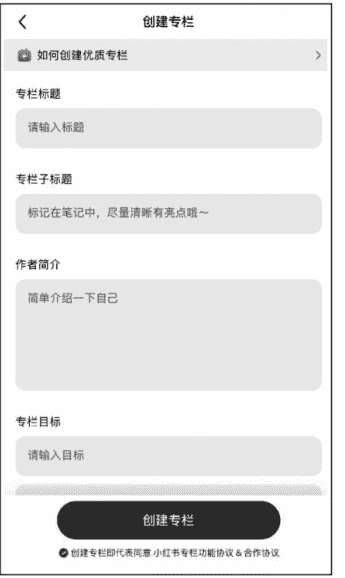 创建专栏
如何创建优质专栏
专栏标题
请输入标题
专栏子标题
标记在笔记中，尽量清晰有亮点哦～
作者简介
简单介绍一下自己
专栏目标
请输入目标
创建专栏
创建专栏即代表同意 小红书专栏功能协议 & 合作协议